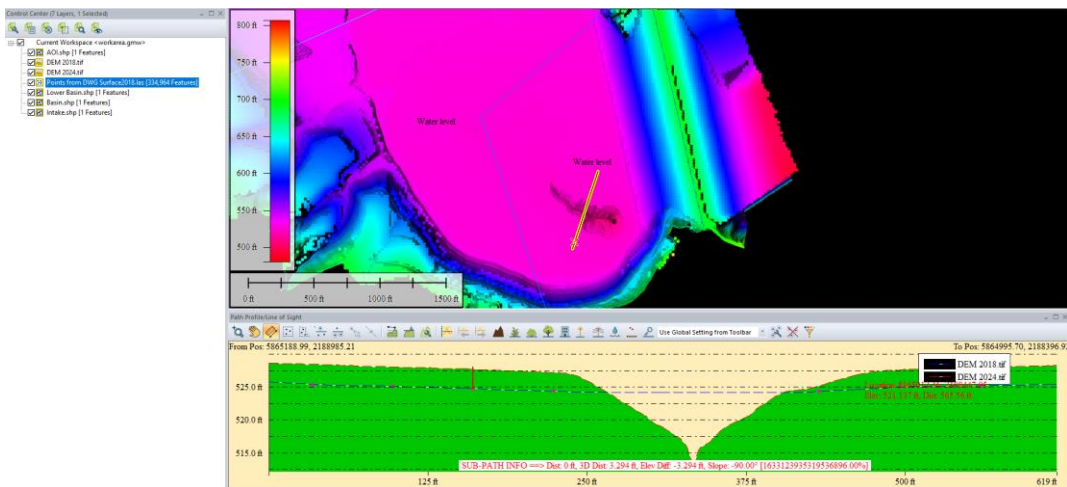 Control Center (7 Layers, 1 Selected)
Current Workspace <workarea.gmw>
AOI.shp [1 Features]
DEM 2018.tif
DEM 2024.tif
Points from DWG Surface2018.las [334,964 Features]
Lower Basin.shp [1 Features]
Basin.shp [1 Features]
Intake.shp [1 Features]
800 ft
750 ft
700 ft
650 ft
600 ft
550 ft
500 ft
Water level
Water level
0 ft 500 ft 1000 ft 1500 ft
Path Profile/Line of Sight
Use Global Setting from Toolbar
From Pos: 5865188.99, 2188985.21
To Pos: 5864995.70, 2188396.9
DEM 2018.tif
DEM 2024.tif
525.0 ft
520.0 ft
515.0 ft
SUB-PATH INFO ==> Dist: 0 ft, 3D Dist: 3.294 ft, Elev Diff: -3.294 ft, Slope: -90.00° [1633123935319536896.00%]
125 ft 250 ft 375 ft 500 ft 619 ft